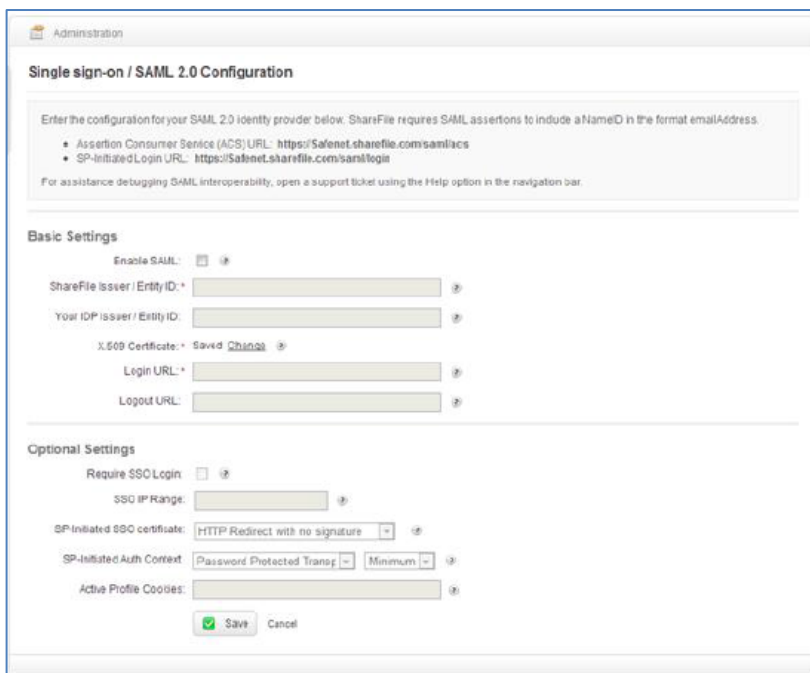 Administration
Single sign-on / SAML 2.0 Configuration
Enter the configuration for your SAML 2.0 identity provider below. ShareFile requires SAML assertions to include a NameID in the format emailAddress.
• Assertion Consumer Service (ACS) URL: https://Safenet.sharefile.com/saml/acs
• SP-Initiated Login URL: https://Safenet.sharefile.com/saml/login
For assistance debugging SAML interoperability, open a support ticket using the Help option in the navigation bar.
Basic Settings
Enable SAML:
ShareFile Issuer / Entity ID: *
Your IDP Issuer / Entity ID:
X.509 Certificate: * Saved Change
Login URL: *
Logout URL:
Optional Settings
Require SSO Login:
SSO IP Range:
SP-Initiated SSO certificate: HTTP Redirect with no signature
SP-Initiated Auth Context: Password Protected Transp Minimum
Active Profile Cookies:
Save Cancel